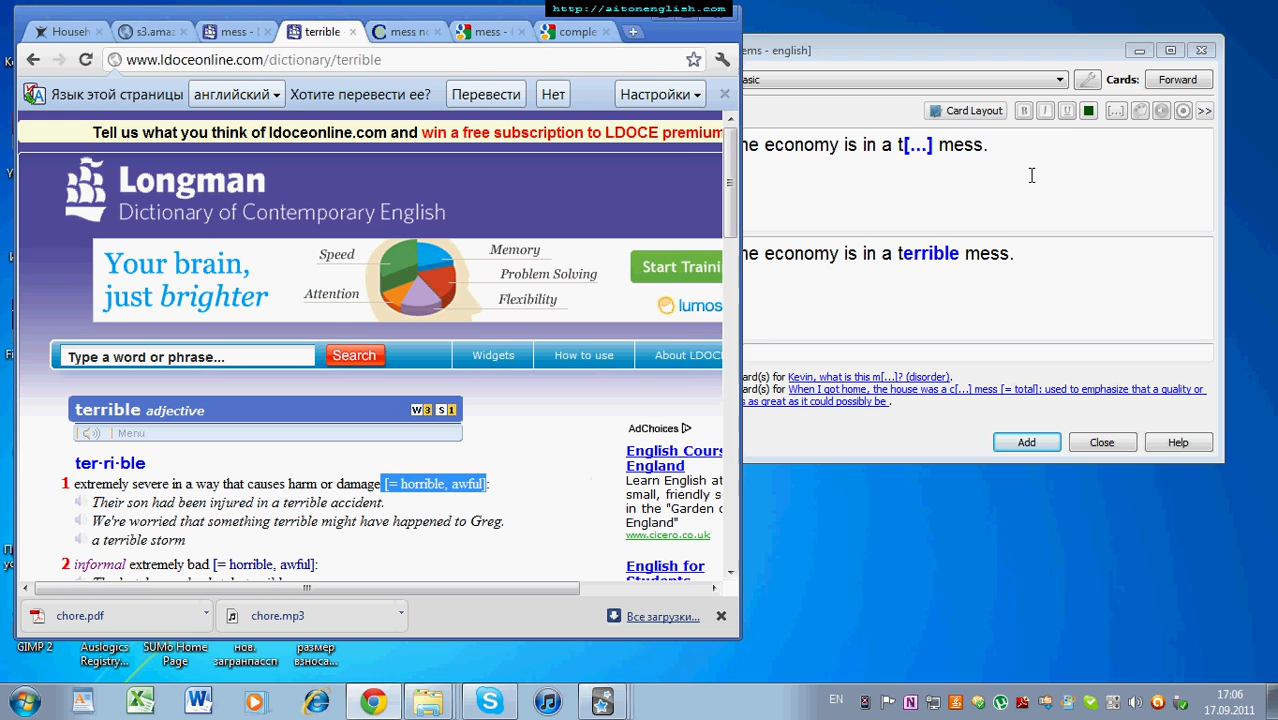 http://aitonenglish.com
Househ
s3.amaz
mess - [
terrible
mess n
mess -
comple
www.ldoceonline.com/dictionary/terrible
Язык этой страницы английский Хотите перевести ее? Перевести Нет Настройки
Tell us what you think of ldoceonline.com and win a free subscription to LDOCE premium
Longman
Dictionary of Contemporary English
Your brain,
just brighter
Speed
Attention
Memory
Problem Solving
Flexibility
Start Traini
lumos
Type a word or phrase...
Search
Widgets
How to use
About LDOCE
terrible adjective
W3 S1
Menu
ter·ri·ble
1 extremely severe in a way that causes harm or damage [= horrible, awful]:
Their son had been injured in a terrible accident.
We're worried that something terrible might have happened to Greg.
a terrible storm
2 informal extremely bad [= horrible, awful]:
AdChoices
English Cours
England
Learn English at
small, friendly s
in the "Garden o
England"
www.cicero.co.uk
English for
Students
chore.pdf
chore.mp3
Все загрузки...
ems - english]
sic
Cards:
Forward
Card Layout
B I U
[...]
>>
he economy is in a t[...] mess.
he economy is in a terrible mess.
ard(s) for Kevin, what is this m[...]? (disorder).
ard(s) for When I got home, the house was a c[...] mess [= total]: used to emphasize that a quality or
s as great as it could possibly be .
Add
Close
Help
GIMP 2
Auslogics
Registry...
SUMo Home
Page
нов.
загранпассп
размер
взноса...
EN
17:06
17.09.2011